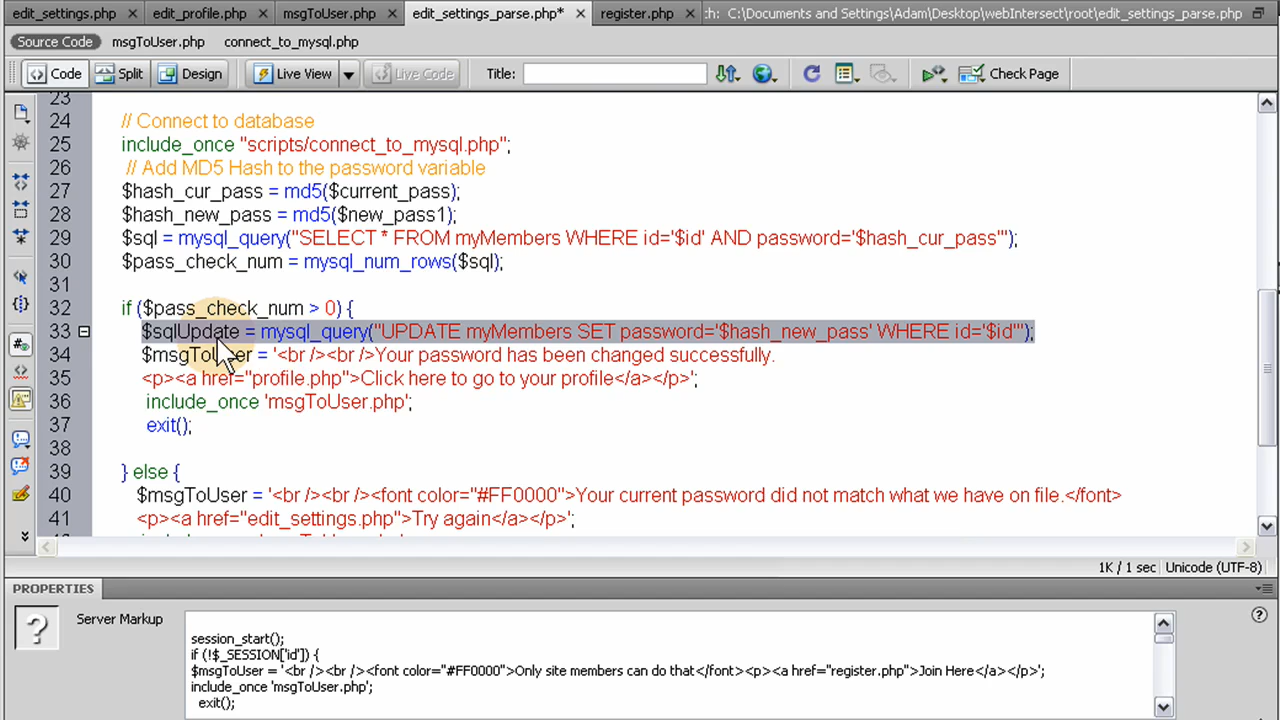 edit_settings.php × edit_profile.php × msgToUser.php × edit_settings_parse.php* × register.php × ch: C:\Documents and Settings\Adam\Desktop\webIntersect\root\edit_settings_parse.php
Source Code msgToUser.php connect_to_mysql.php
Code Split Design Live View Live Code Title: Check Page
23
24 // Connect to database
25 include_once "scripts/connect_to_mysql.php";
26 // Add MD5 Hash to the password variable
27 $hash_cur_pass = md5($current_pass);
28 $hash_new_pass = md5($new_pass1);
29 $sql = mysql_query("SELECT * FROM myMembers WHERE id='$id' AND password='$hash_cur_pass'");
30 $pass_check_num = mysql_num_rows($sql);
31
32 if ($pass_check_num > 0) {
33 $sqlUpdate = mysql_query("UPDATE myMembers SET password='$hash_new_pass' WHERE id='$id'");
34 $msgToUser = '<br /><br />Your password has been changed successfully.
35 <p><a href="profile.php">Click here to go to your profile</a></p>';
36 include_once 'msgToUser.php';
37 exit();
38
39 } else {
40 $msgToUser = '<br /><br /><font color="#FF0000">Your current password did not match what we have on file.</font>
41 <p><a href="edit_settings.php">Try again</a></p>';
1K / 1 sec Unicode (UTF-8)
PROPERTIES
Server Markup
session_start();
if (!$_SESSION['id']) {
$msgToUser = '<br /><br /><font color="#FF0000">Only site members can do that</font><p><a href="register.php">Join Here</a></p>';
include_once 'msgToUser.php';
exit();